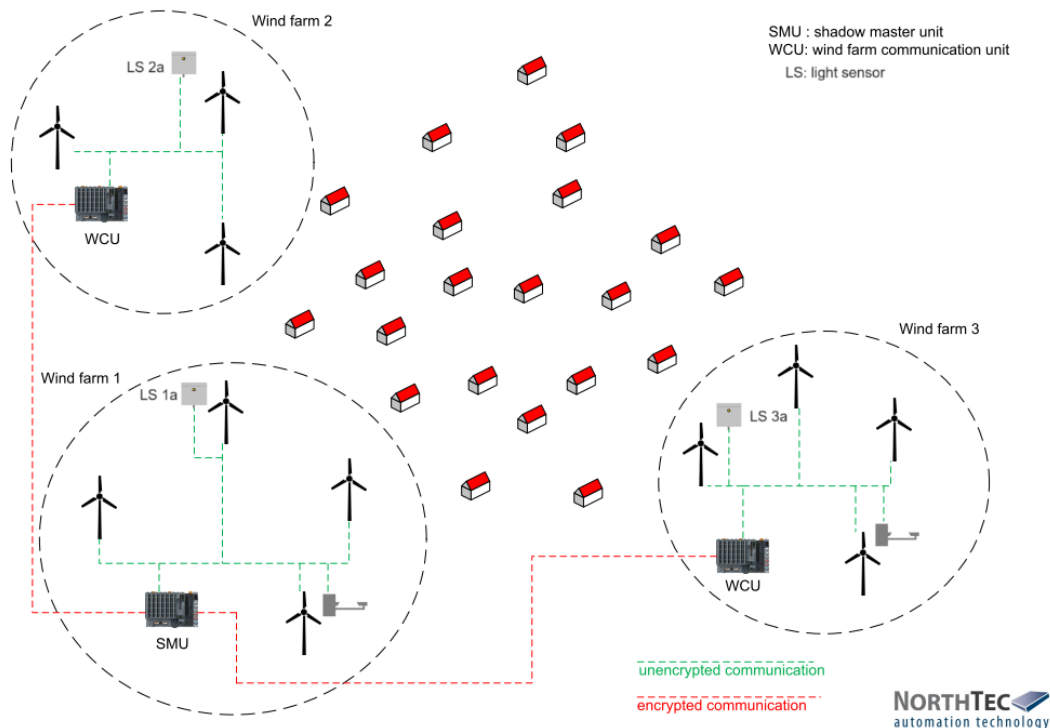 Wind farm 2
SMU : shadow master unit
WCU: wind farm communication unit
LS: light sensor
LS 2a
WCU
Wind farm 3
Wind farm 1
LS 1a
LS 3a
WCU
SMU
unencrypted communication
encrypted communication
NORTHTEC
automation technology